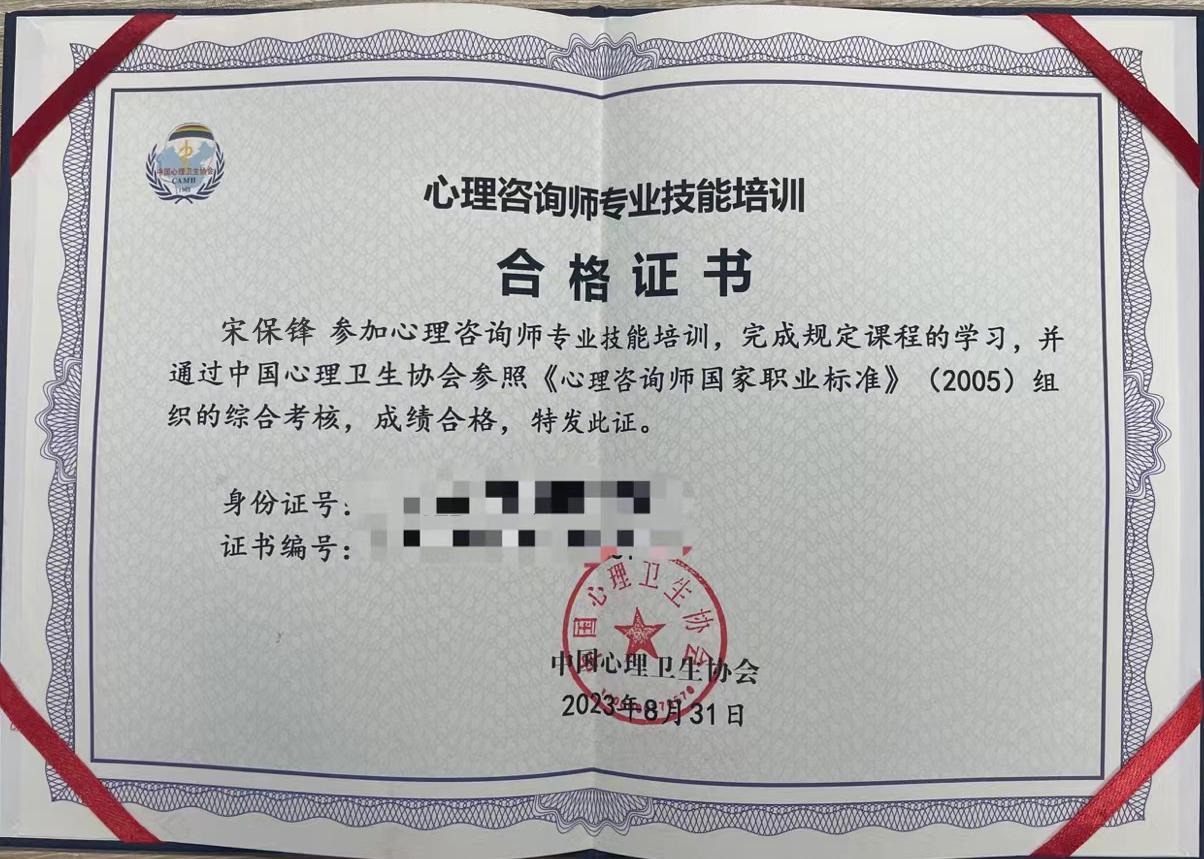 中国心理卫生协会
CAMH
心理咨询师专业技能培训
合格证书
宋保锋 参加心理咨询师专业技能培训，完成规定课程的学习，并
通过中国心理卫生协会参照《心理咨询师国家职业标准》（2005）组
织的综合考核，成绩合格，特发此证。
身份证号：
证书编号：
中国心理卫生协会
中国心理卫生协会
2023年8月31日